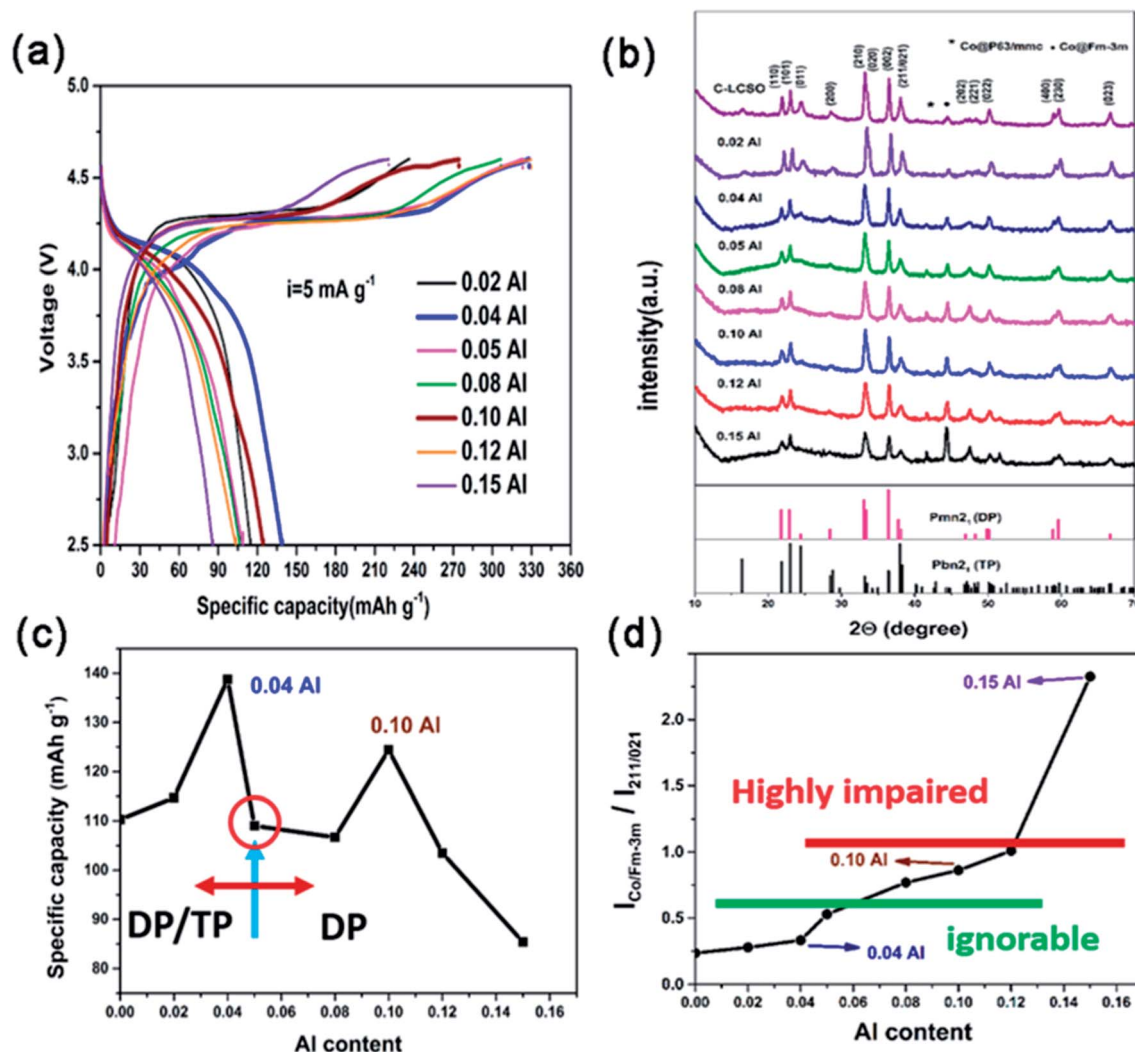 (a)
5.0
4.5
4.0
3.5
3.0
2.5
Voltage (V)
i=5 mA g⁻¹
0.02 Al
0.04 Al
0.05 Al
0.08 Al
0.10 Al
0.12 Al
0.15 Al
0 30 60 90 120 150 180 210 240 270 300 330 360
Specific capacity(mAh g⁻¹)
(b)
* Co@P63/mmc • Co@Fm-3m
(110) (101) (011) (200) (210) (020) (002) (211/021) (202) (221) (022) (400) (230) (023)
* *
C-LCSO
0.02 Al
0.04 Al
0.05 Al
0.08 Al
0.10 Al
0.12 Al
0.15 Al
intensity(a.u.)
Pmn2₁ (DP)
Pbn2₁ (TP)
10 20 30 40 50 60 70
2Θ (degree)
(c)
140
130
120
110
100
90
80
Specific capacity (mAh g⁻¹)
0.04 Al
0.10 Al
DP/TP
DP
0.00 0.02 0.04 0.06 0.08 0.10 0.12 0.14 0.16
Al content
(d)
2.5
2.0
1.5
1.0
0.5
0.0
I Co/Fm-3m / I 211/021
0.15 Al
Highly impaired
0.10 Al
ignorable
0.04 Al
0.00 0.02 0.04 0.06 0.08 0.10 0.12 0.14 0.16
Al content